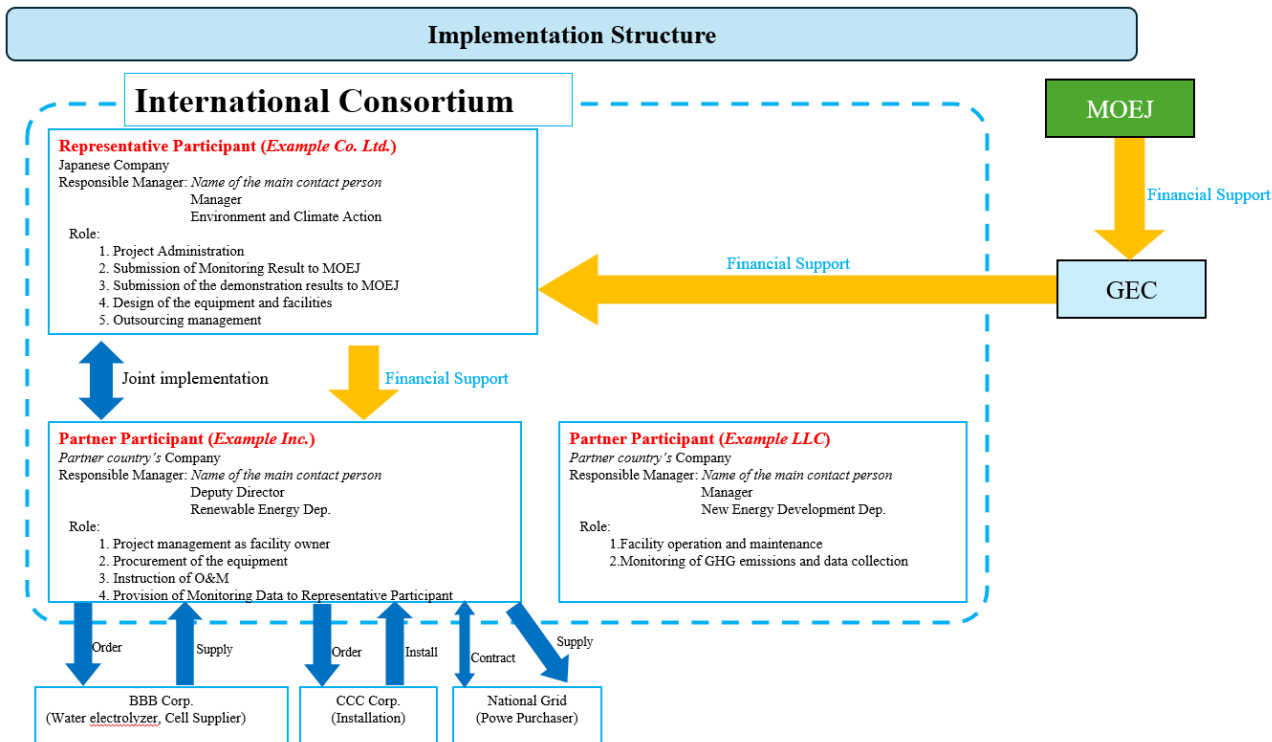 Implementation Structure
International Consortium
MOEJ
Financial Support
GEC
Financial Support
Representative Participant (Example Co. Ltd.)
Japanese Company
Responsible Manager: Name of the main contact person
Manager
Environment and Climate Action
Role:
1. Project Administration
2. Submission of Monitoring Result to MOEJ
3. Submission of the demonstration results to MOEJ
4. Design of the equipment and facilities
5. Outsourcing management
Joint implementation
Financial Support
Partner Participant (Example Inc.)
Partner country's Company
Responsible Manager: Name of the main contact person
Deputy Director
Renewable Energy Dep.
Role:
1. Project management as facility owner
2. Procurement of the equipment
3. Instruction of O&M
4. Provision of Monitoring Data to Representative Participant
Partner Participant (Example LLC)
Partner country's Company
Responsible Manager: Name of the main contact person
Manager
New Energy Development Dep.
Role:
1.Facility operation and maintenance
2.Monitoring of GHG emissions and data collection
Order
Supply
Order
Install
Contract
Supply
BBB Corp.
(Water electrolyzer, Cell Supplier)
CCC Corp.
(Installation)
National Grid
(Powe Purchaser)